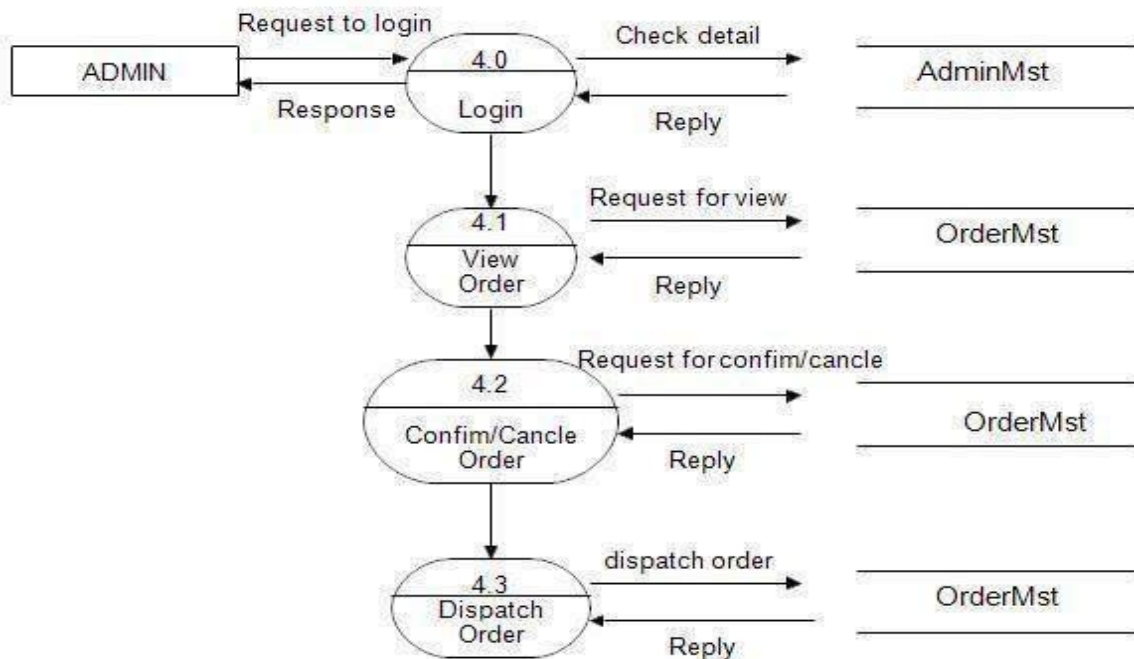 Request to login
ADMIN
Response
4.0
Login
Check detail
Reply
AdminMst
4.1
View
Order
Request for view
Reply
OrderMst
4.2
Confim/Cancle
Order
Request for confim/cancle
Reply
OrderMst
4.3
Dispatch
Order
dispatch order
Reply
OrderMst